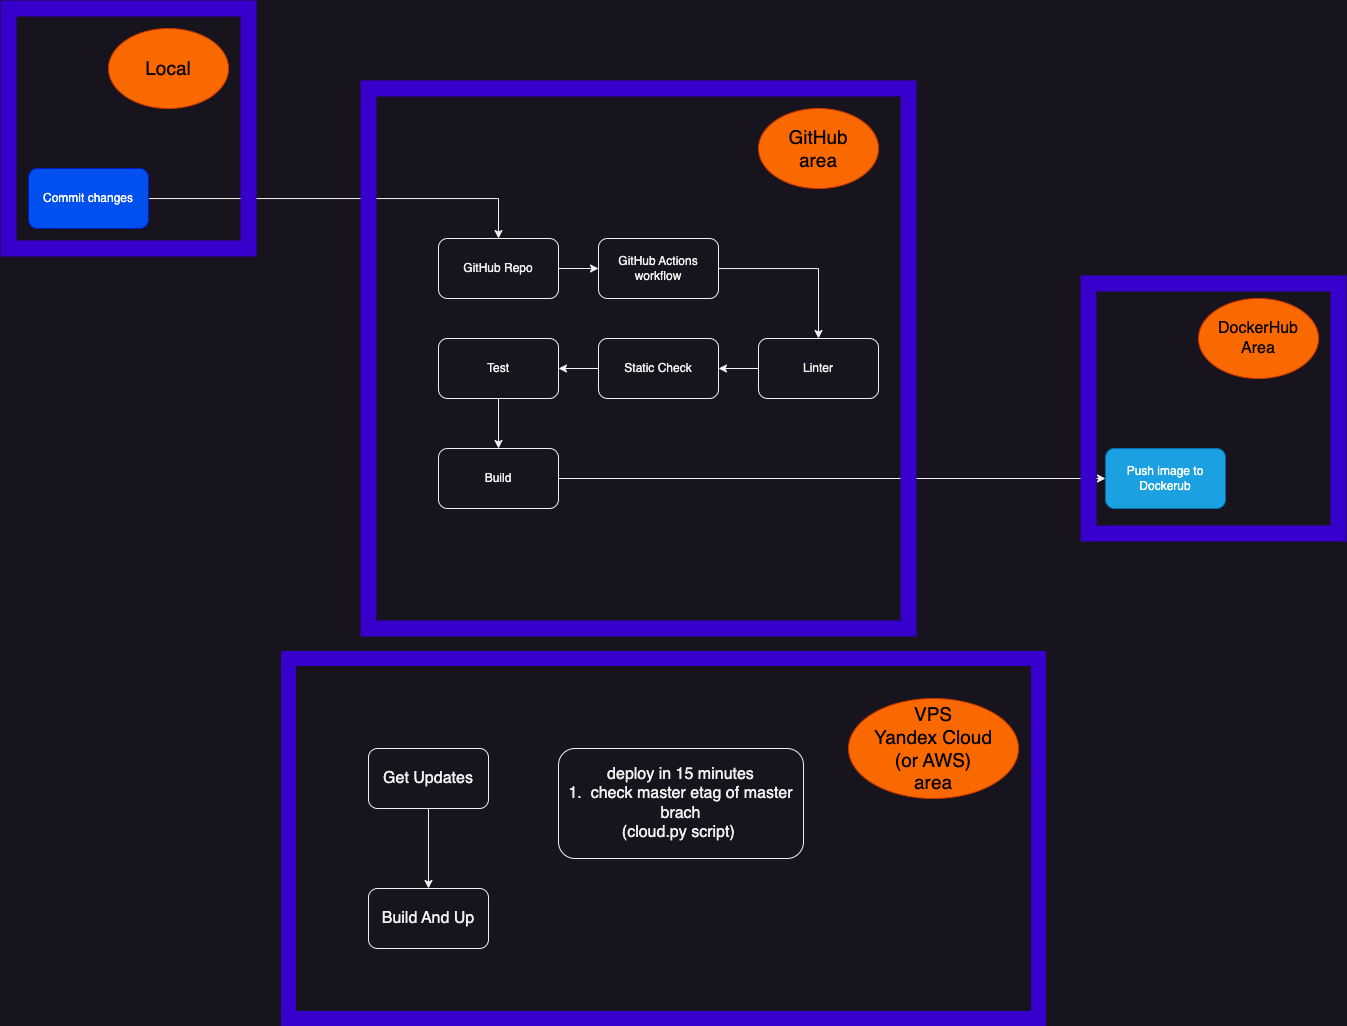 Local
Commit changes
GitHub
area
GitHub Repo
GitHub Actions
workflow
Test
Static Check
Linter
Build
DockerHub
Area
Push image to
Dockerub
VPS
Yandex Cloud
(or AWS)
area
Get Updates
deploy in 15 minutes
1. check master etag of master
brach
(cloud.py script)
Build And Up